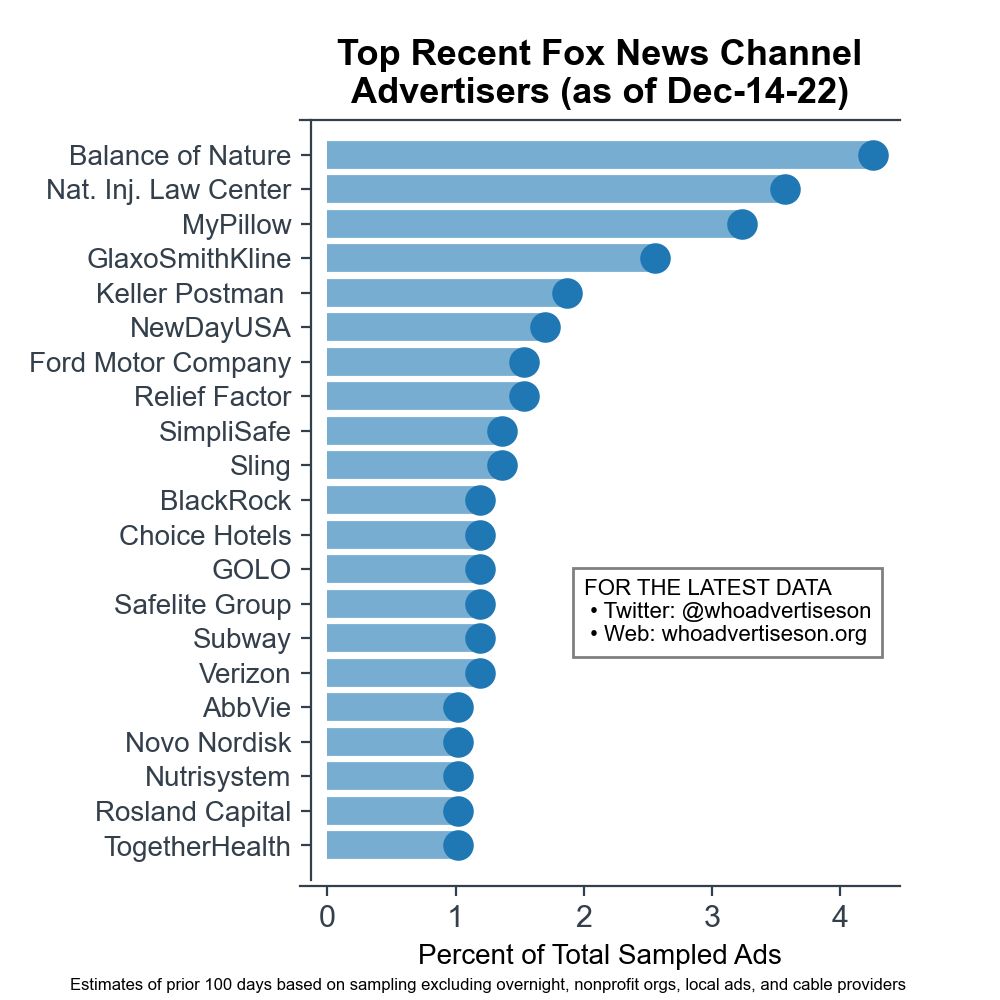 Top Recent Fox News Channel
Advertisers (as of Dec-14-22)
Balance of Nature
Nat. Inj. Law Center
MyPillow
GlaxoSmithKline
Keller Postman
NewDayUSA
Ford Motor Company
Relief Factor
SimpliSafe
Sling
BlackRock
Choice Hotels
GOLO
Safelite Group
Subway
Verizon
AbbVie
Novo Nordisk
Nutrisystem
Rosland Capital
TogetherHealth
FOR THE LATEST DATA
• Twitter: @whoadvertiseson
• Web: whoadvertiseson.org
0 1 2 3 4
Percent of Total Sampled Ads
Estimates of prior 100 days based on sampling excluding overnight, nonprofit orgs, local ads, and cable providers